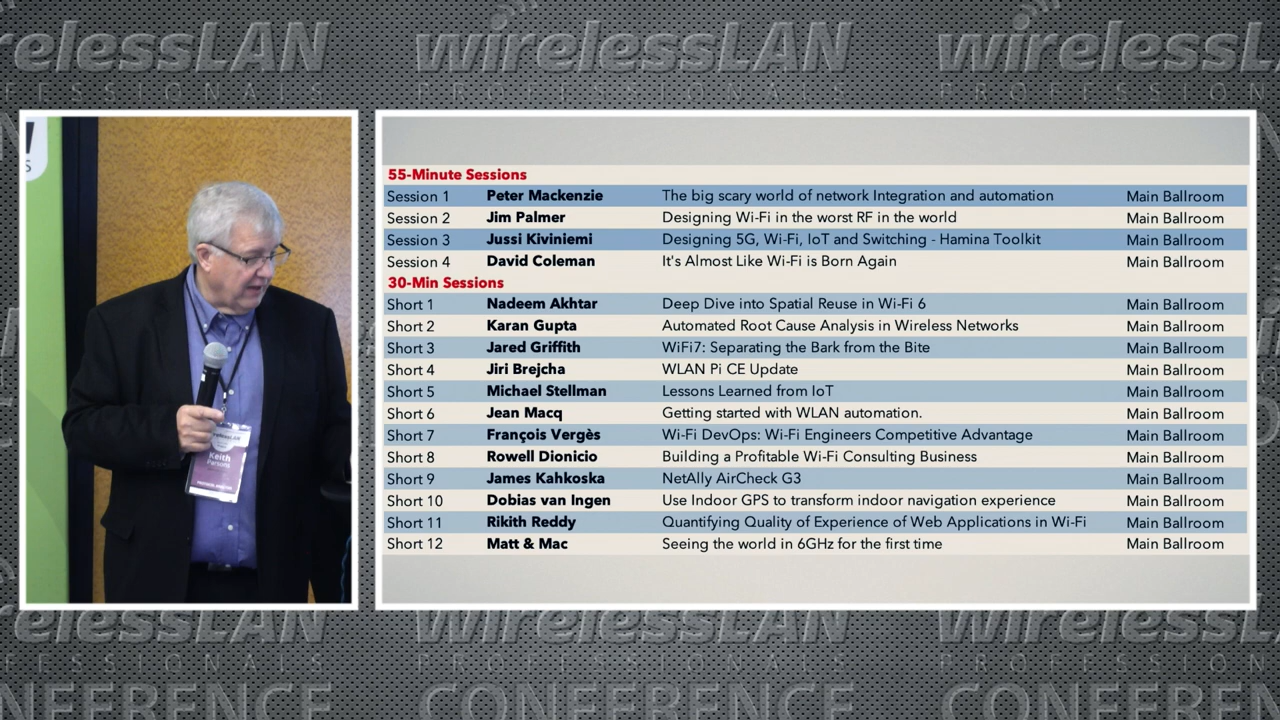 wirelessLAN
PROFESSIONALS
Keith
Parsons
55-Minute Sessions
Session 1 Peter Mackenzie The big scary world of network Integration and automation Main Ballroom
Session 2 Jim Palmer Designing Wi-Fi in the worst RF in the world Main Ballroom
Session 3 Jussi Kiviniemi Designing 5G, Wi-Fi, IoT and Switching - Hamina Toolkit Main Ballroom
Session 4 David Coleman It's Almost Like Wi-Fi is Born Again Main Ballroom
30-Min Sessions
Short 1 Nadeem Akhtar Deep Dive into Spatial Reuse in Wi-Fi 6 Main Ballroom
Short 2 Karan Gupta Automated Root Cause Analysis in Wireless Networks Main Ballroom
Short 3 Jared Griffith WiFi7: Separating the Bark from the Bite Main Ballroom
Short 4 Jiri Brejcha WLAN Pi CE Update Main Ballroom
Short 5 Michael Stellman Lessons Learned from IoT Main Ballroom
Short 6 Jean Macq Getting started with WLAN automation. Main Ballroom
Short 7 François Vergès Wi-Fi DevOps: Wi-Fi Engineers Competitive Advantage Main Ballroom
Short 8 Rowell Dionicio Building a Profitable Wi-Fi Consulting Business Main Ballroom
Short 9 James Kahkoska NetAlly AirCheck G3 Main Ballroom
Short 10 Dobias van Ingen Use Indoor GPS to transform indoor navigation experience Main Ballroom
Short 11 Rikith Reddy Quantifying Quality of Experience of Web Applications in Wi-Fi Main Ballroom
Short 12 Matt & Mac Seeing the world in 6GHz for the first time Main Ballroom
wirelessLAN
PROFESSIONALS
CONFERENCE